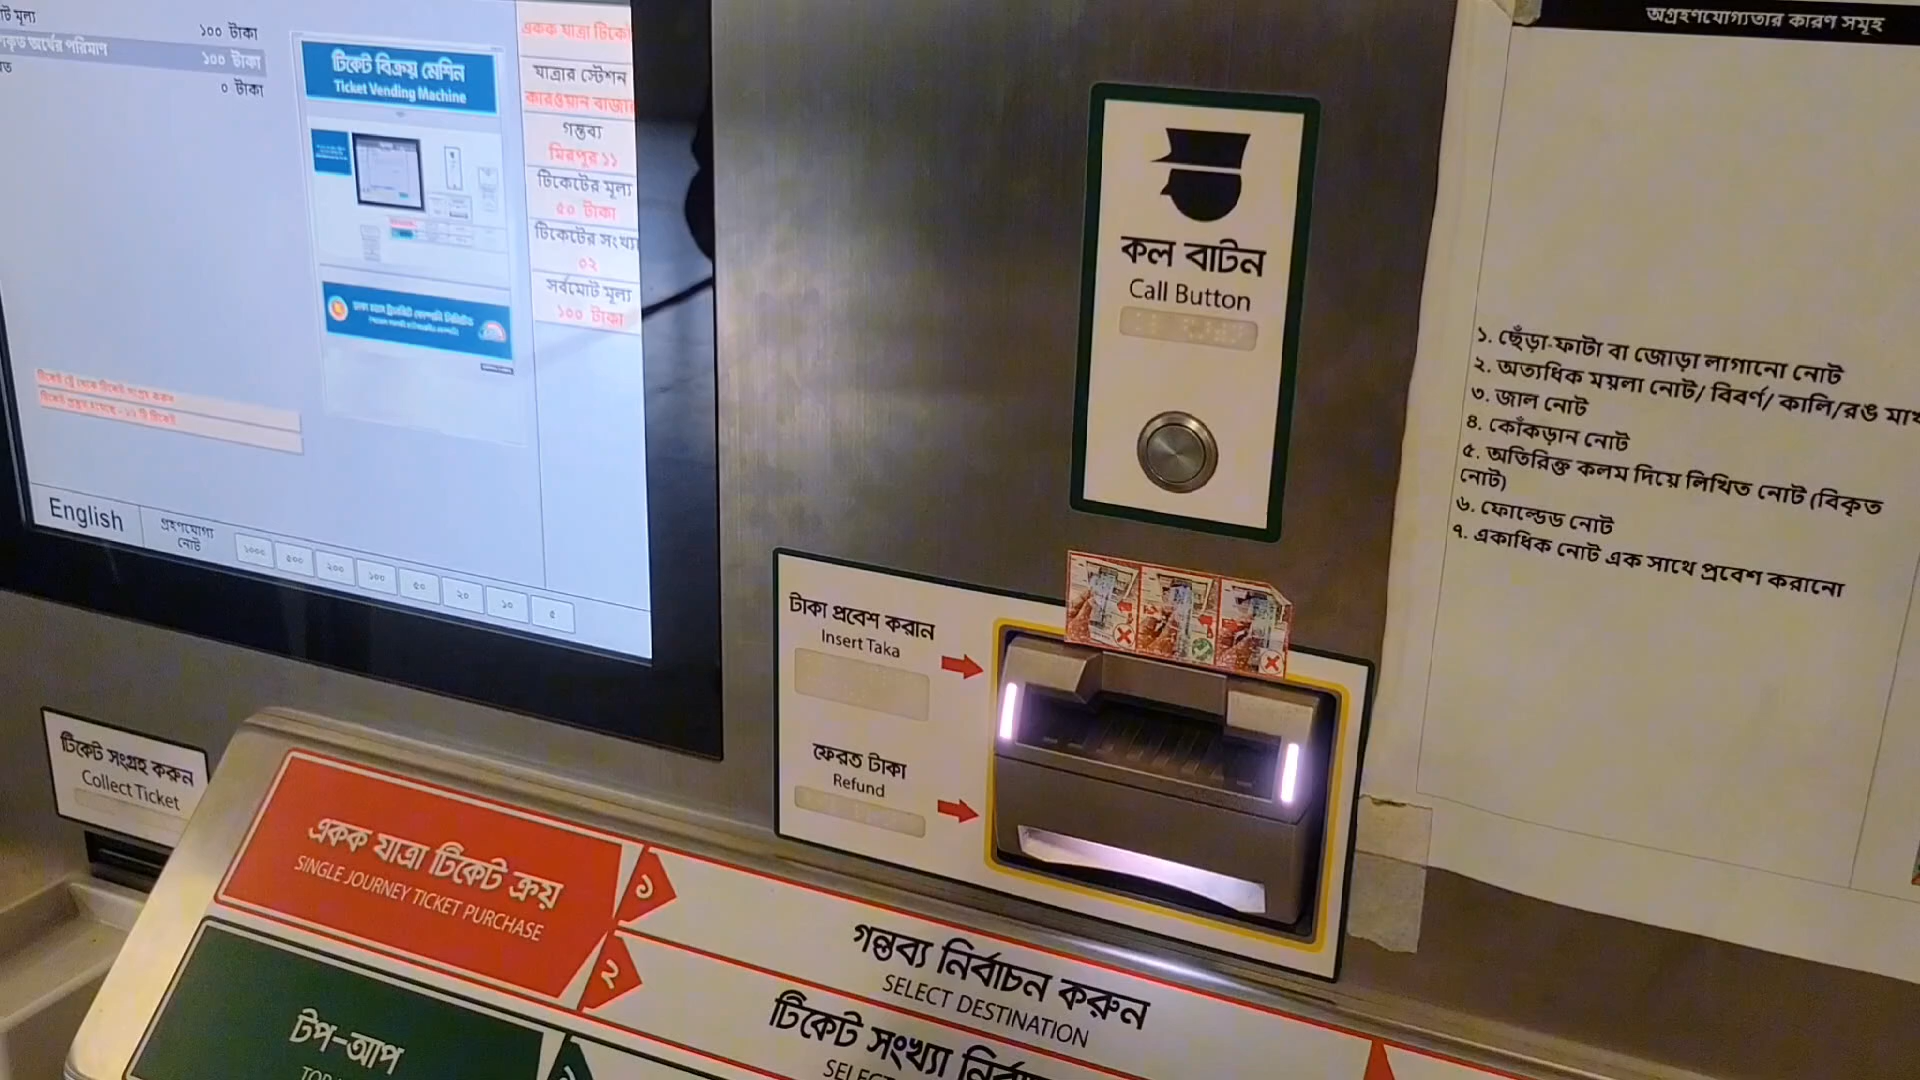 ১০০ টাকা
১০০ টাকা
০ টাকা
টিকেট বিক্রয় মেশিন
Ticket Vending Machine
একক যাত্রা
যাত্রার স্টেশন
কারওয়ান বাজার
গন্তব্য
মিরপুর ১১
টিকেটের মূল্য
৫০ টাকা
টিকেটের সংখ্যা
০২
সর্বমোট মূল্য
১০০ টাকা
English
গ্রহণযোগ্য
নোট
১০০০ ৫০০ ২০০ ১০০ ৫০ ২০ ১০ ৫
কল বাটন
Call Button
টাকা প্রবেশ করান
Insert Taka
ফেরত টাকা
Refund
অগ্রহণযোগ্যতার কারণ সমূহ
১. ছেঁড়া-ফাটা বা জোড়া লাগানো নোট
২. অত্যধিক ময়লা নোট/ বিবর্ণ/ কালি/রঙ
৩. জাল নোট
৪. কোঁকড়ান নোট
৫. অতিরিক্ত কলম দিয়ে লিখিত নোট (বিকৃত
নোট)
৬. ফোল্ডেড নোট
৭. একাধিক নোট এক সাথে প্রবেশ করানো
টিকেট সংগ্রহ করুন
Collect Ticket
একক যাত্রা টিকেট ক্রয়
SINGLE JOURNEY TICKET PURCHASE
১
গন্তব্য নির্বাচন করুন
SELECT DESTINATION
২
টিকেট সংখ্যা
টপ-আপ